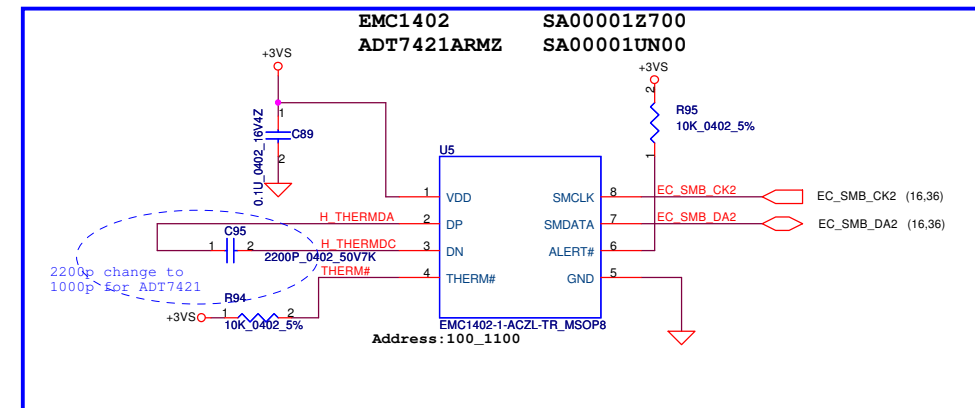 EMC1402 SA00001Z700
ADT7421ARMZ SA00001UN00
+3VS
+3VS
2
R95
10K_0402_5%
1
1
C89
2
0.1U_0402_16V4Z
U5
1 VDD SMCLK 8 EC_SMB_CK2 EC_SMB_CK2 (16,36)
H_THERMDA 2 DP SMDATA 7 EC_SMB_DA2 EC_SMB_DA2 (16,36)
C95
1 2 H_THERMDC 3 DN ALERT# 6
2200P_0402_50V7K
THERM# 4 THERM# GND 5
2200p change to
1000p for ADT7421
R94
+3VS 1 2
10K_0402_5%
EMC1402-1-ACZL-TR_MSOP8
Address:100_1100